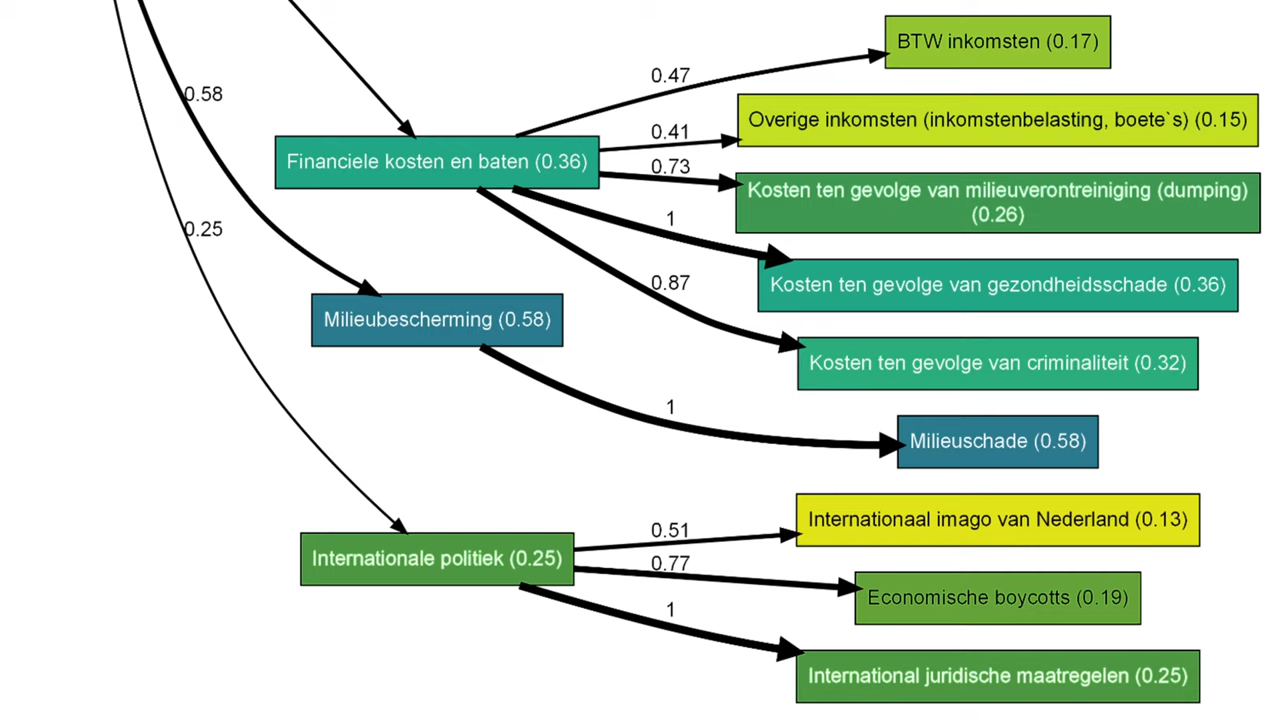 BTW inkomsten (0.17)
0.47
0.58
Overige inkomsten (inkomstenbelasting, boete`s) (0.15)
0.41
Financiele kosten en baten (0.36)
0.73
Kosten ten gevolge van milieuverontreiniging (dumping)
(0.26)
1
0.25
Kosten ten gevolge van gezondheidsschade (0.36)
0.87
Milieubescherming (0.58)
Kosten ten gevolge van criminaliteit (0.32)
1
Milieuschade (0.58)
Internationaal imago van Nederland (0.13)
0.51
Internationale politiek (0.25)
0.77
Economische boycotts (0.19)
1
International juridische maatregelen (0.25)